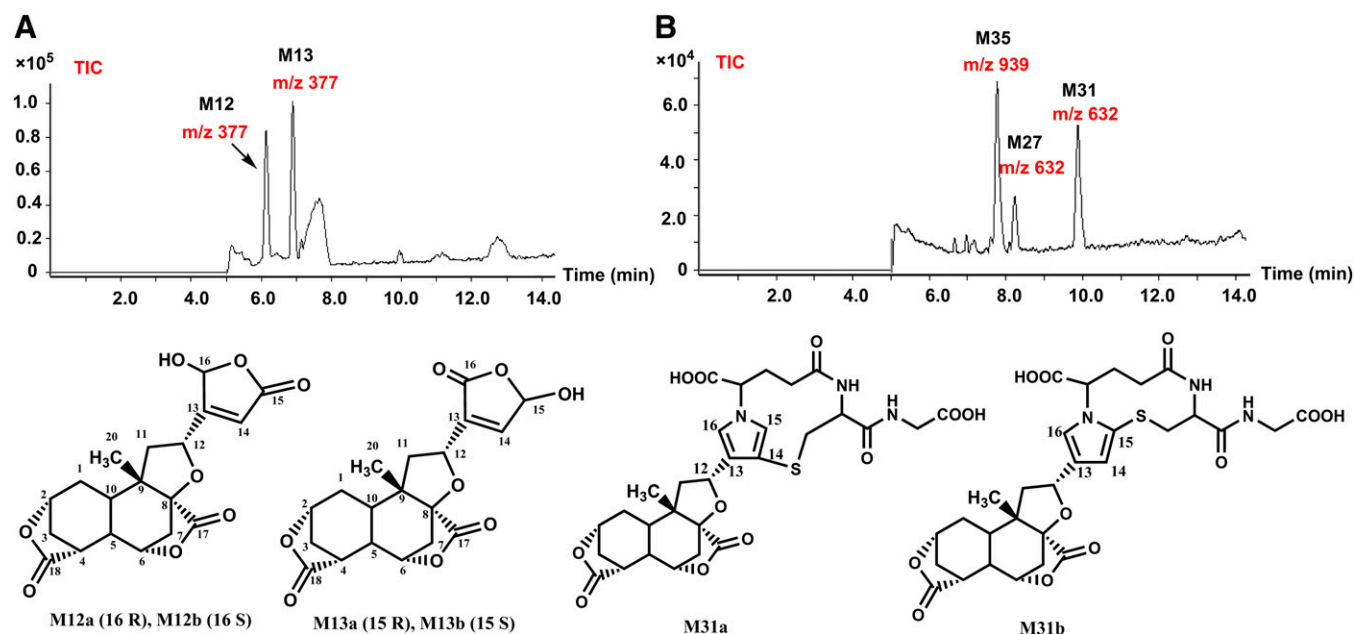 A
×10⁵
TIC
M12
m/z 377
M13
m/z 377
1.0
0.8
0.6
0.4
0.2
0
2.0 4.0 6.0 8.0 10.0 12.0 14.0
Time (min)
B
×10⁴
TIC
M35
m/z 939
M27
m/z 632
M31
m/z 632
6.0
4.0
2.0
0
2.0 4.0 6.0 8.0 10.0 12.0 14.0
Time (min)
HO 16 O
O
15
13
14
20 11 12
H₃C
O
1
2 10 9 8
O 3 5 7 17 O
18 4 6 O
O
M12a (16 R), M12b (16 S)
16 O
O
OH
15
13
14
20 11 12
H₃C
O
1
2 10 9 8
O 3 5 7 17 O
18 4 6 O
O
M13a (15 R), M13b (15 S)
O
HOOC
NH
N
H
N COOH
16 15
O
12 13 14 S
H₃C
O
O
O
O
O
M31a
O
HOOC
NH
N S
H
N COOH
16 15
O
13 14
H₃C
O
O
O
O
O
M31b